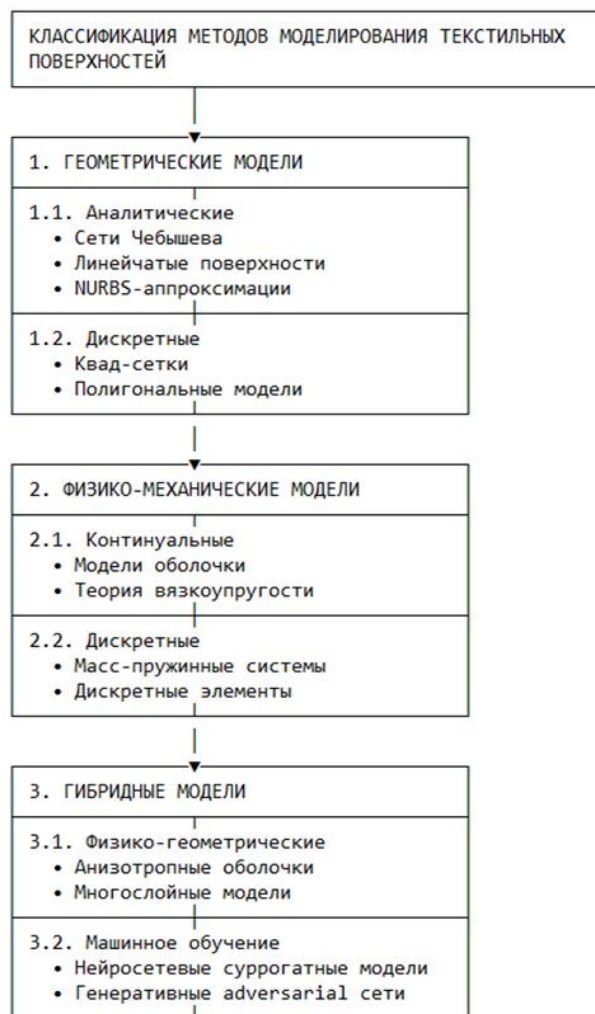 КЛАССИФИКАЦИЯ МЕТОДОВ МОДЕЛИРОВАНИЯ ТЕКСТИЛЬНЫХ
ПОВЕРХНОСТЕЙ
1. ГЕОМЕТРИЧЕСКИЕ МОДЕЛИ
1.1. Аналитические
• Сети Чебышева
• Линейчатые поверхности
• NURBS-аппроксимации
1.2. Дискретные
• Квад-сетки
• Полигональные модели
2. ФИЗИКО-МЕХАНИЧЕСКИЕ МОДЕЛИ
2.1. Континуальные
• Модели оболочки
• Теория вязкоупругости
2.2. Дискретные
• Масс-пружинные системы
• Дискретные элементы
3. ГИБРИДНЫЕ МОДЕЛИ
3.1. Физико-геометрические
• Анизотропные оболочки
• Многослойные модели
3.2. Машинное обучение
• Нейросетевые суррогатные модели
• Генеративные adversarial сети